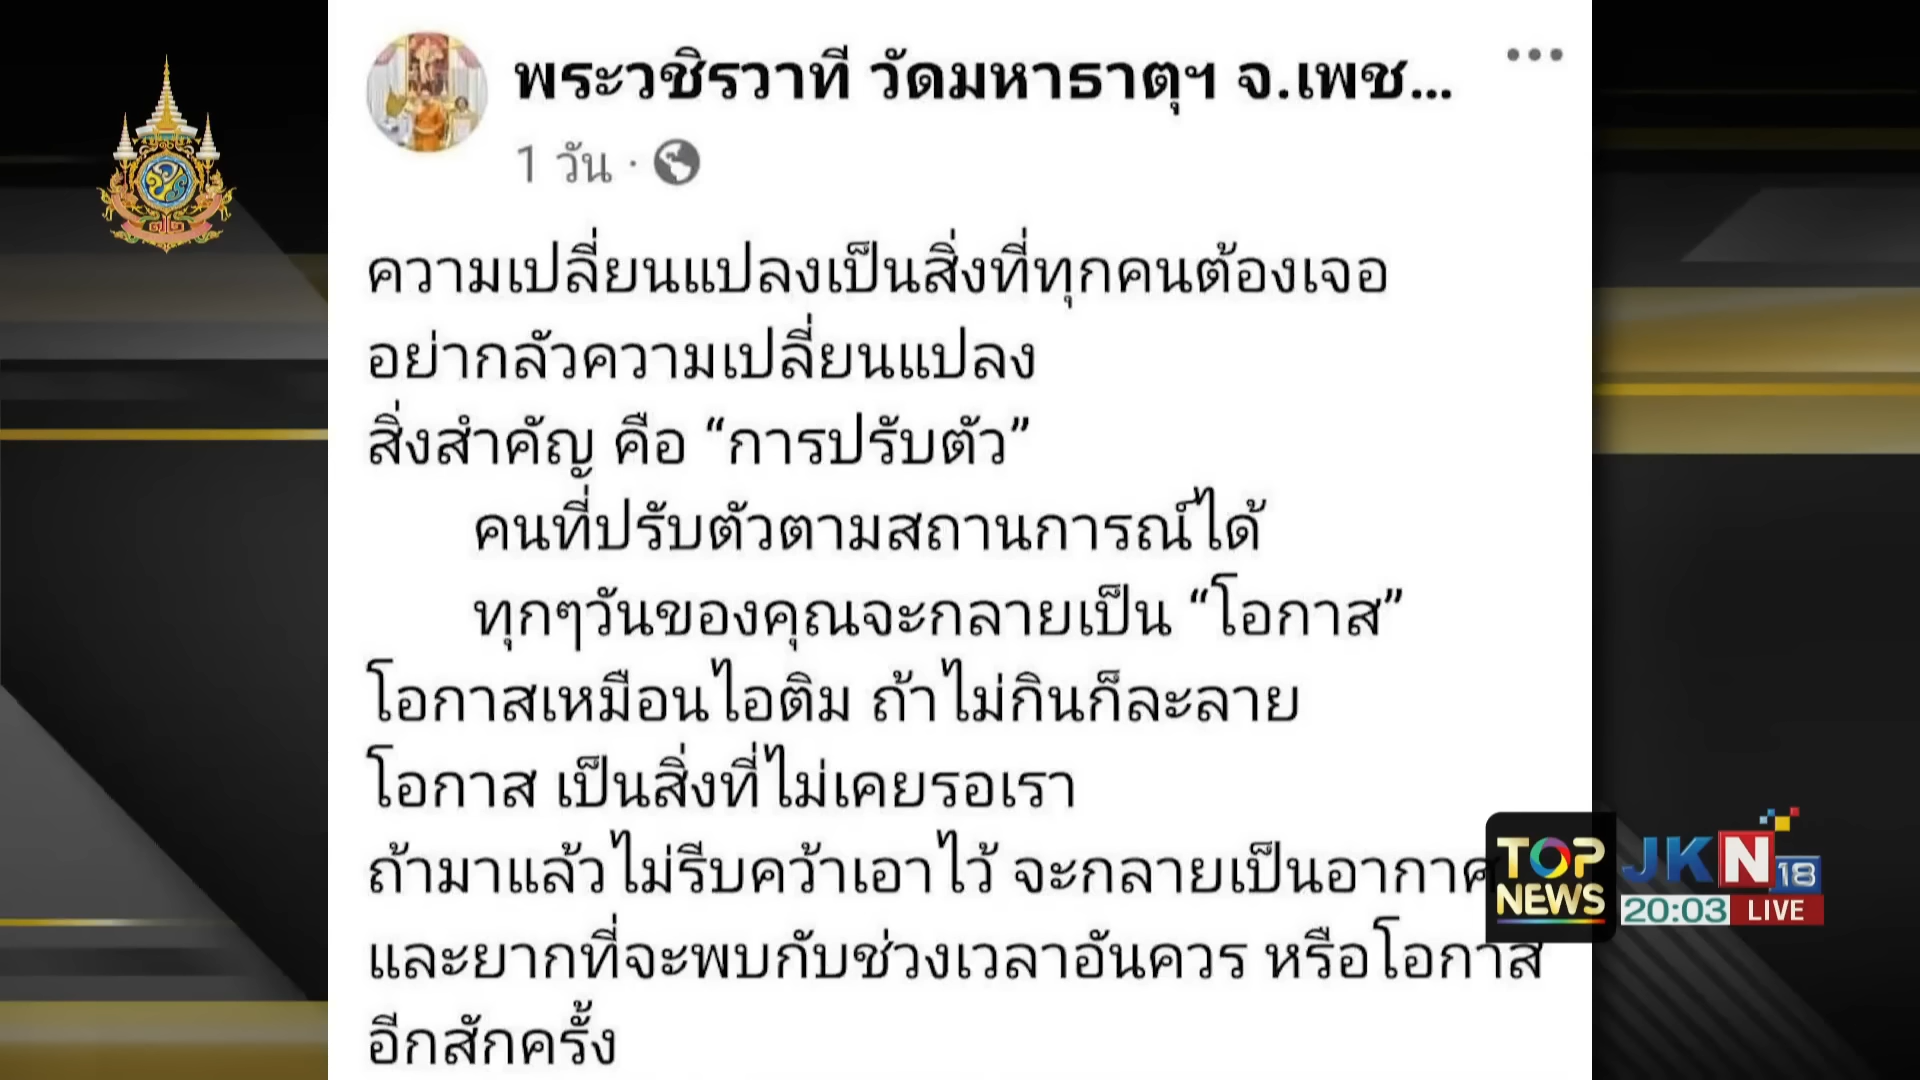 พระวชิรวาที วัดมหาธาตุฯ จ.เพช...
1 วัน ·
ความเปลี่ยนแปลงเป็นสิ่งที่ทุกคนต้องเจอ
อย่ากลัวความเปลี่ยนแปลง
สิ่งสำคัญ คือ “การปรับตัว”
คนที่ปรับตัวตามสถานการณ์ได้
ทุกๆวันของคุณจะกลายเป็น “โอกาส”
โอกาสเหมือนไอติม ถ้าไม่กินก็ละลาย
โอกาส เป็นสิ่งที่ไม่เคยรอเรา
ถ้ามาแล้วไม่รีบคว้าเอาไว้ จะกลายเป็นอากาศ
และยากที่จะพบกับช่วงเวลาอันควร หรือโอกาส
อีกสักครั้ง
TOP NEWS
JKN 18
20:03 LIVE